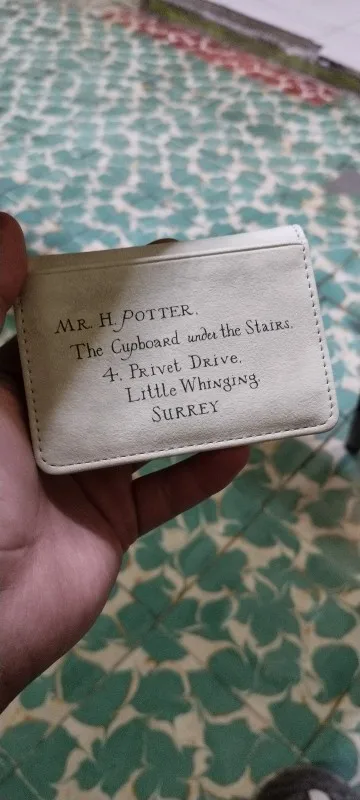 MR. H. POTTER,
The Cupboard under the Stairs,
4, Privet Drive,
Little Whinging,
SURREY